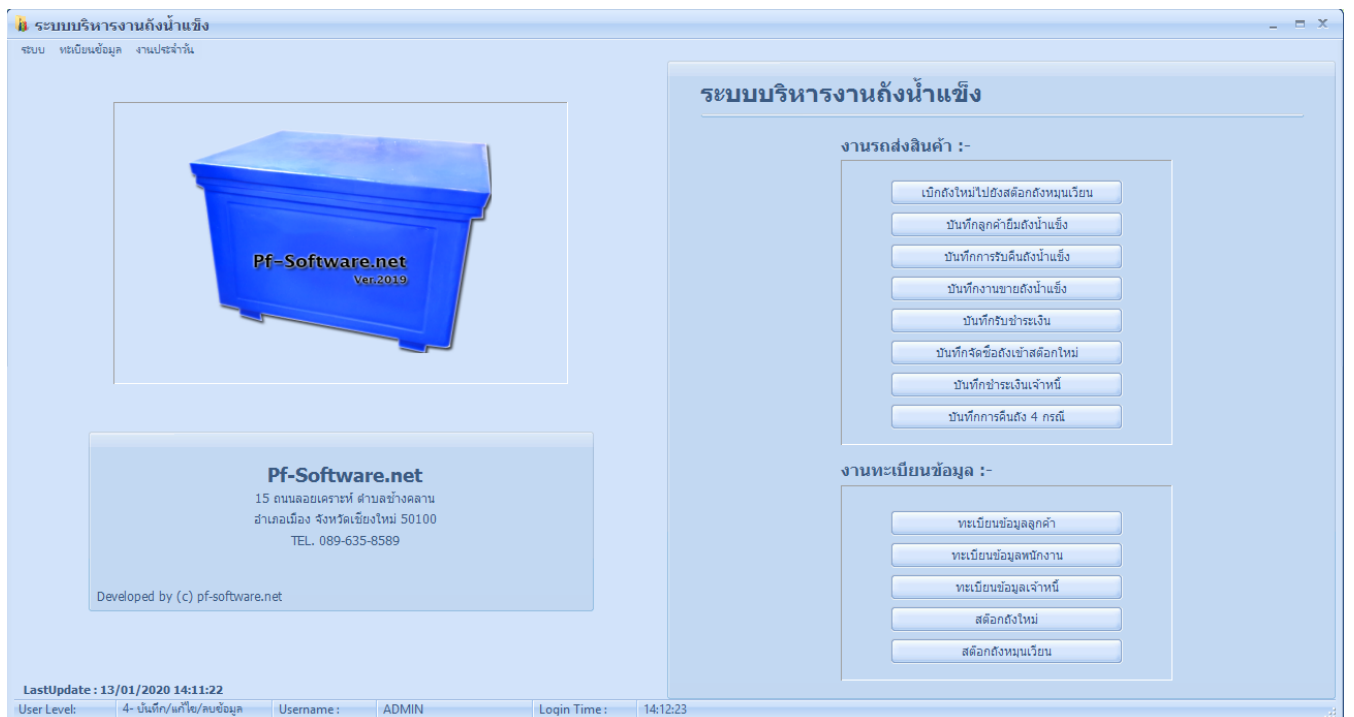 ระบบบริหารงานถังน้ำแข็ง
ระบบ ทะเบียนข้อมูล งานประจำวัน
Pf-Software.net
Ver.2019
Pf-Software.net
15 ถนนลอยเคราะห์ ตำบลช้างคลาน
อำเภอเมือง จังหวัดเชียงใหม่ 50100
TEL. 089-635-8589
Developed by (c) pf-software.net
LastUpdate : 13/01/2020 14:11:22
ระบบบริหารงานถังน้ำแข็ง
งานรถส่งสินค้า :-
เบิกถังใหม่ไปยังสต๊อกถังหมุนเวียน
บันทึกลูกค้ายืมถังน้ำแข็ง
บันทึกการรับคืนถังน้ำแข็ง
บันทึกงานขายถังน้ำแข็ง
บันทึกรับชำระเงิน
บันทึกจัดซื้อถังเข้าสต๊อกใหม่
บันทึกชำระเงินเจ้าหนี้
บันทึกการคืนถัง 4 กรณี
งานทะเบียนข้อมูล :-
ทะเบียนข้อมูลลูกค้า
ทะเบียนข้อมูลพนักงาน
ทะเบียนข้อมูลเจ้าหนี้
สต๊อกถังใหม่
สต๊อกถังหมุนเวียน
User Level: 4- บันทึก/แก้ไข/ลบข้อมูล Username : ADMIN Login Time : 14:12:23